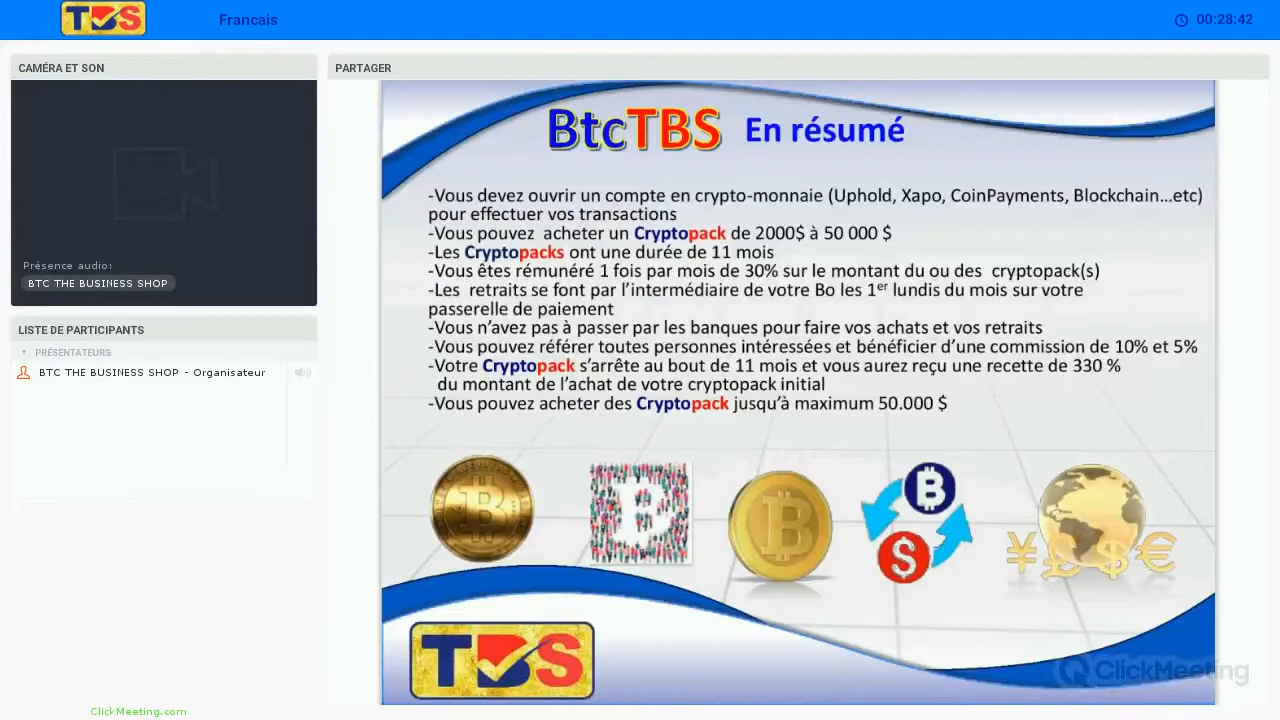 TBS
Francais
00:28:42
CAMÉRA ET SON
PARTAGER
Présence audio:
BTC THE BUSINESS SHOP
LISTE DE PARTICIPANTS
PRÉSENTATEURS
BTC THE BUSINESS SHOP - Organisateur
BtcTBS En résumé
-Vous devez ouvrir un compte en crypto-monnaie (Uphold, Xapo, CoinPayments, Blockchain...etc)
pour effectuer vos transactions
-Vous pouvez acheter un Cryptopack de 2000$ à 50 000 $
-Les Cryptopacks ont une durée de 11 mois
-Vous êtes rémunéré 1 fois par mois de 30% sur le montant du ou des cryptopack(s)
-Les retraits se font par l'intermédiaire de votre Bo les 1er lundis du mois sur votre
passerelle de paiement
-Vous n'avez pas à passer par les banques pour faire vos achats et vos retraits
-Vous pouvez référer toutes personnes intéressées et bénéficier d'une commission de 10% et 5%
-Votre Cryptopack s'arrête au bout de 11 mois et vous aurez reçu une recette de 330 %
du montant de l'achat de votre cryptopack initial
-Vous pouvez acheter des Cryptopack jusqu'à maximum 50.000 $
TBS
ClickMeeting
ClickMeeting.com